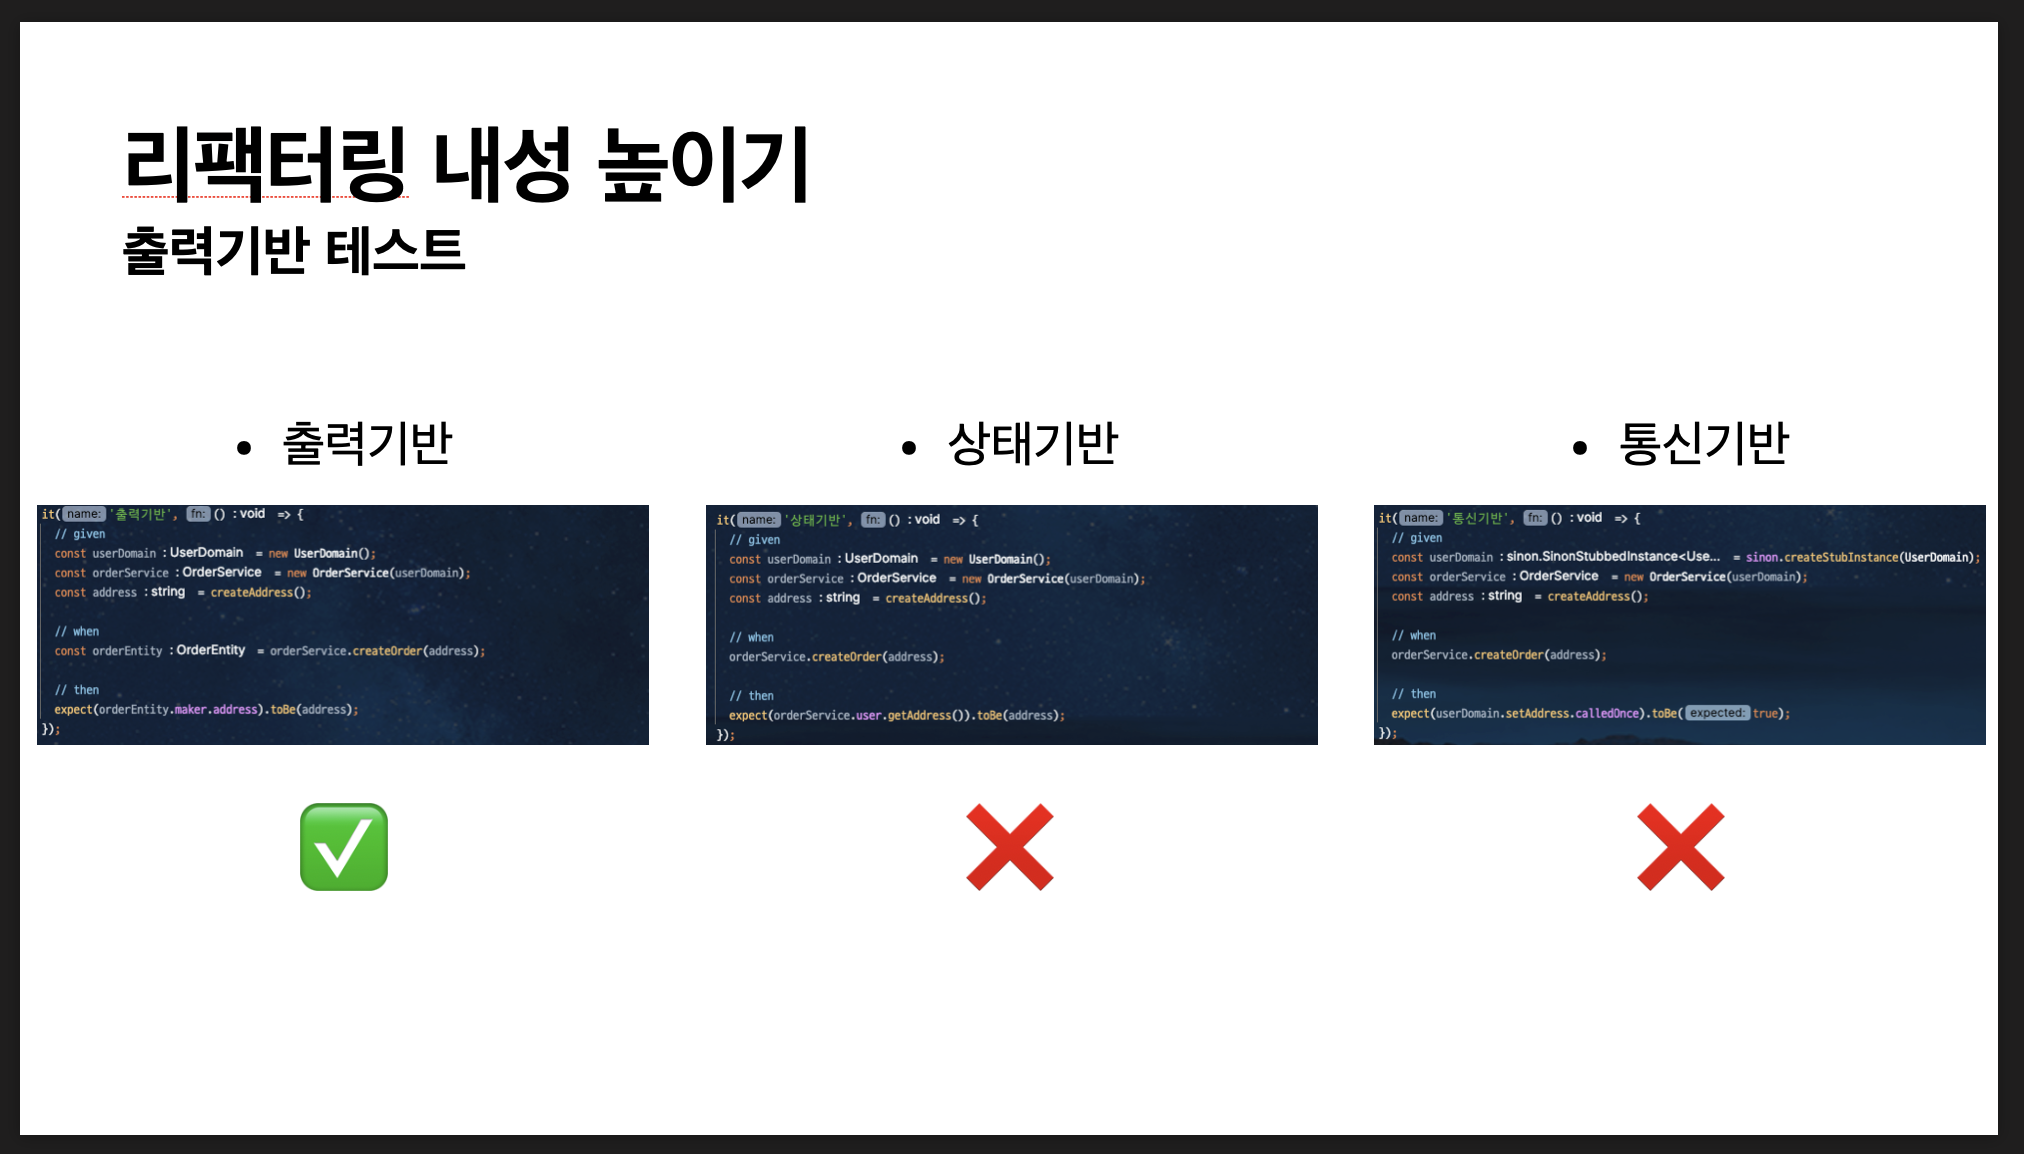 리팩터링 내성 높이기
출력기반 테스트
• 출력기반
it( name: '출력기반', fn: () : void => {
// given
const userDomain : UserDomain = new UserDomain();
const orderService : OrderService = new OrderService(userDomain);
const address : string = createAddress();
// when
const orderEntity : OrderEntity = orderService.createOrder(address);
// then
expect(orderEntity.maker.address).toBe(address);
});
• 상태기반
it( name: '상태기반', fn: () : void => {
// given
const userDomain : UserDomain = new UserDomain();
const orderService : OrderService = new OrderService(userDomain);
const address : string = createAddress();
// when
orderService.createOrder(address);
// then
expect(orderService.user.getAddress()).toBe(address);
});
• 통신기반
it( name: '통신기반', fn: () : void => {
// given
const userDomain : sinon.SinonStubbedInstance<Use... = sinon.createStubInstance(UserDomain);
const orderService : OrderService = new OrderService(userDomain);
const address : string = createAddress();
// when
orderService.createOrder(address);
// then
expect(userDomain.setAddress.calledOnce).toBe( expected: true);
});